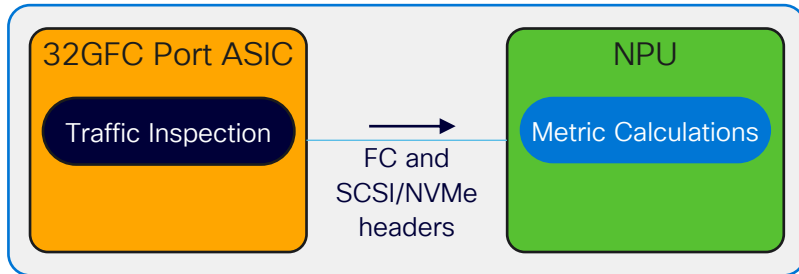 32GFC Port ASIC
Traffic Inspection
FC and
SCSI/NVMe
headers
NPU
Metric Calculations